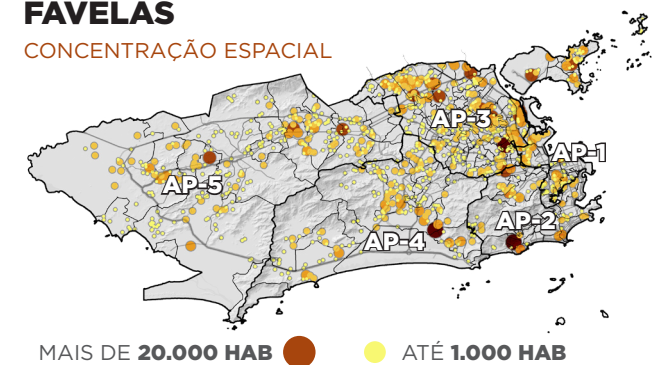 FAVELAS
CONCENTRAÇÃO ESPACIAL
AP-3
AP-1
AP-5
AP-2
AP-4
MAIS DE 20.000 HAB
ATÉ 1.000 HAB